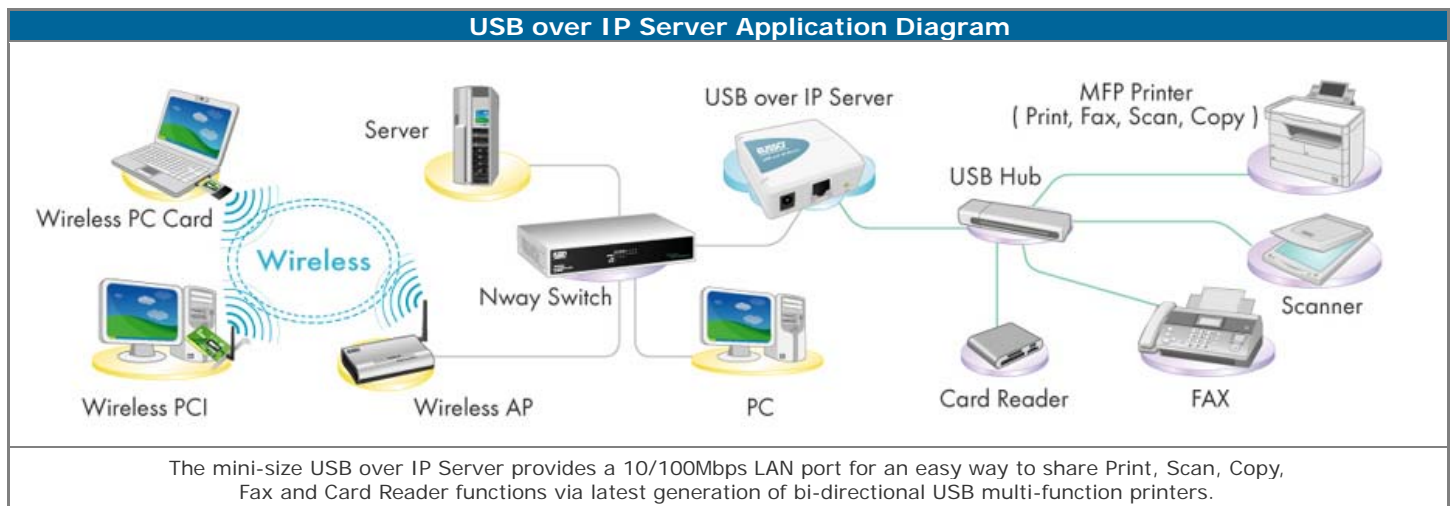 USB over IP Server Application Diagram
USB over IP Server
MFP Printer
( Print, Fax, Scan, Copy )
Server
USB Hub
Wireless PC Card
Wireless
Nway Switch
Scanner
Wireless PCI
Wireless AP
PC
Card Reader
FAX
The mini-size USB over IP Server provides a 10/100Mbps LAN port for an easy way to share Print, Scan, Copy,
Fax and Card Reader functions via latest generation of bi-directional USB multi-function printers.